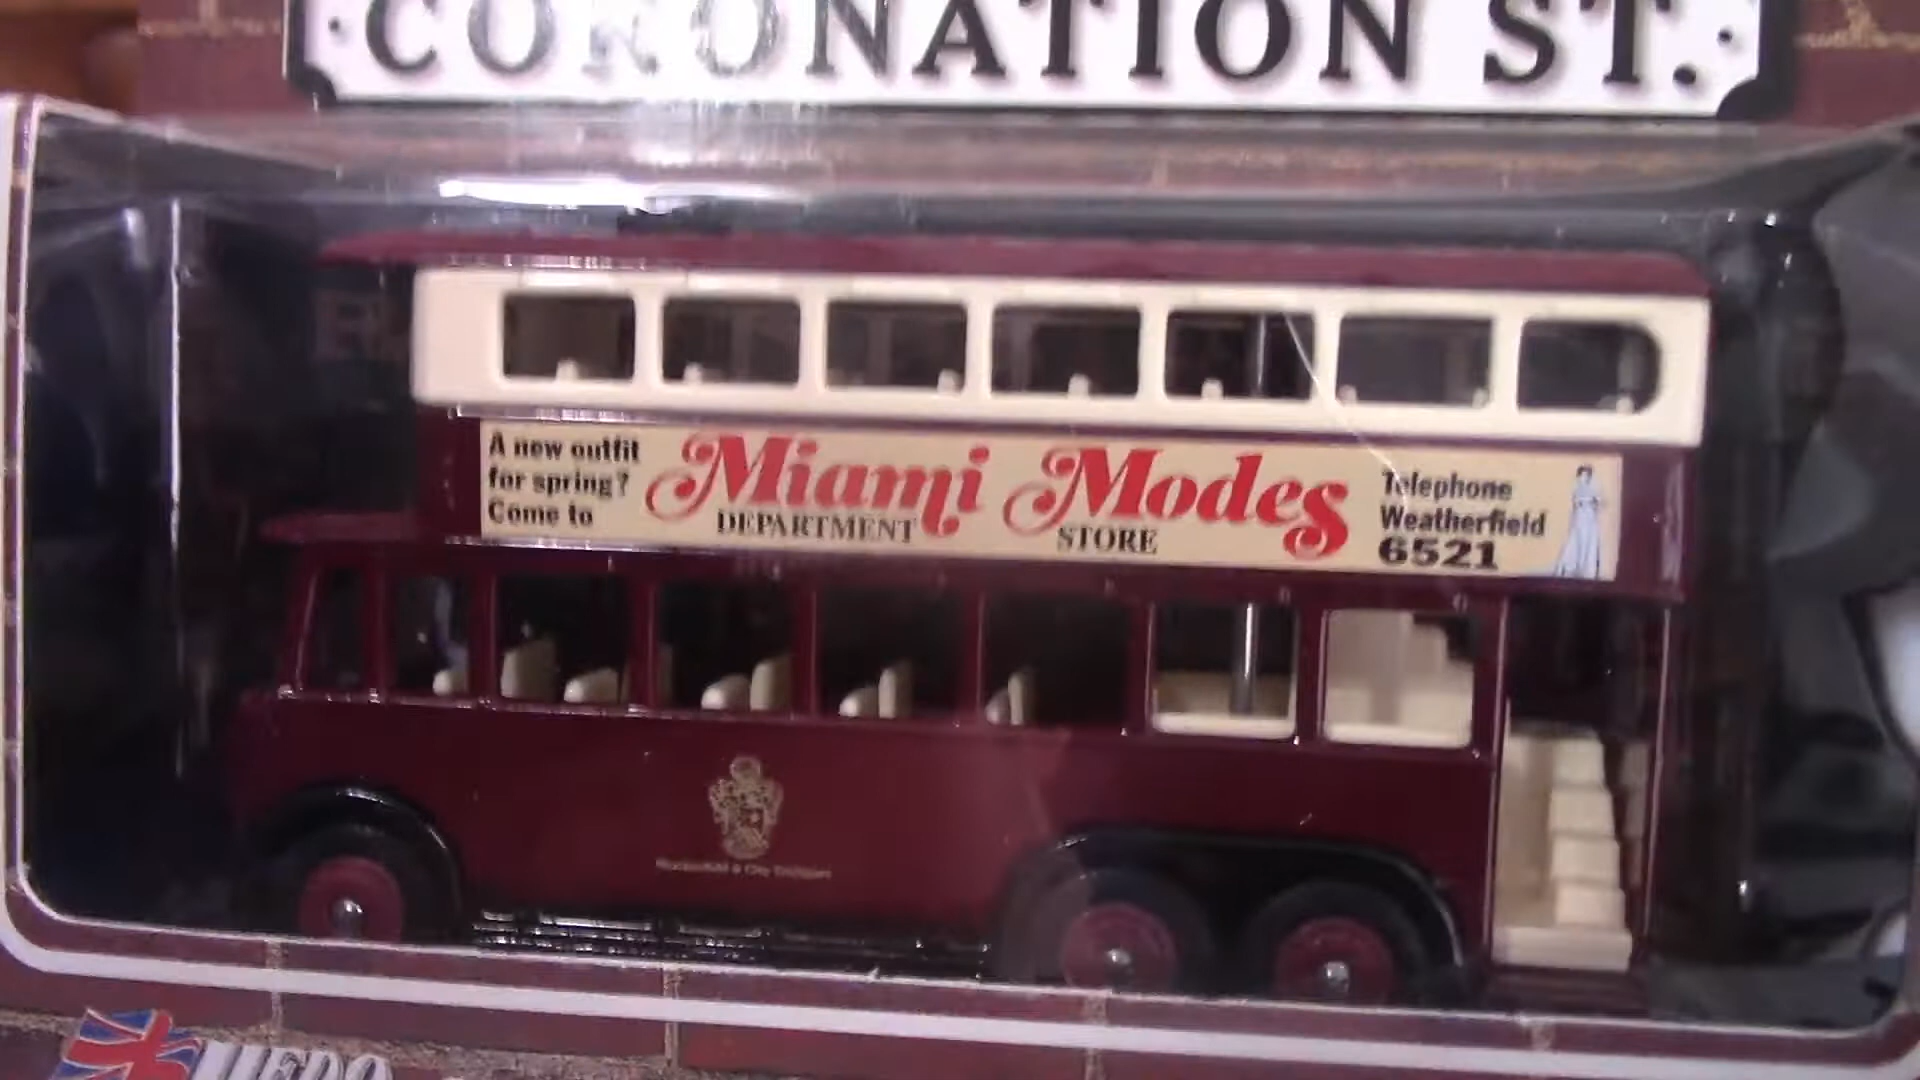 CORONATION ST.
A new outfit
for spring?
Come to
Miami Modes
DEPARTMENT STORE
Telephone
Weatherfield
6521